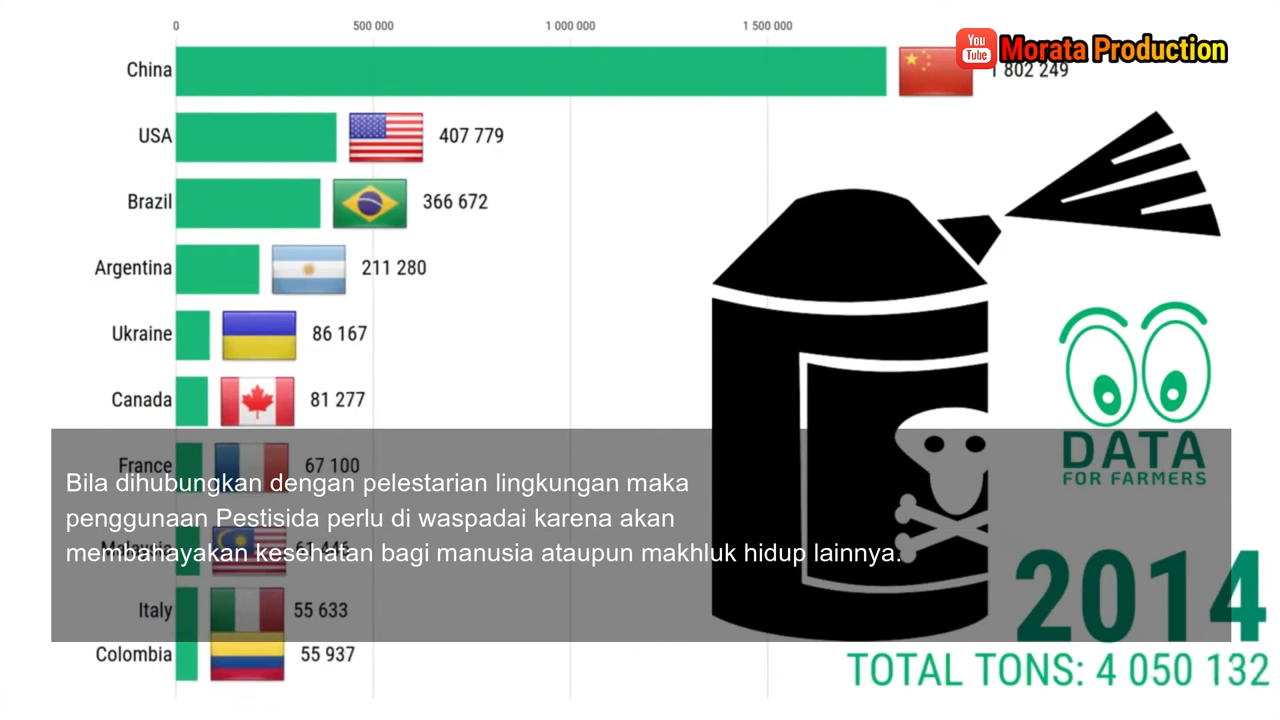 0 500 000 1 000 000 1 500 000
You Tube Morata Production
China 1 802 249
USA 407 779
Brazil 366 672
Argentina 211 280
Ukraine 86 167
Canada 81 277
France 67 100
Bila dihubungkan dengan pelestarian lingkungan maka
penggunaan Pestisida perlu di waspadai karena akan
membahayakan kesehatan bagi manusia ataupun makhluk hidup lainnya.
Malaysia
Italy 55 633
Colombia 55 937
DATA
FOR FARMERS
2014
TOTAL TONS: 4 050 132